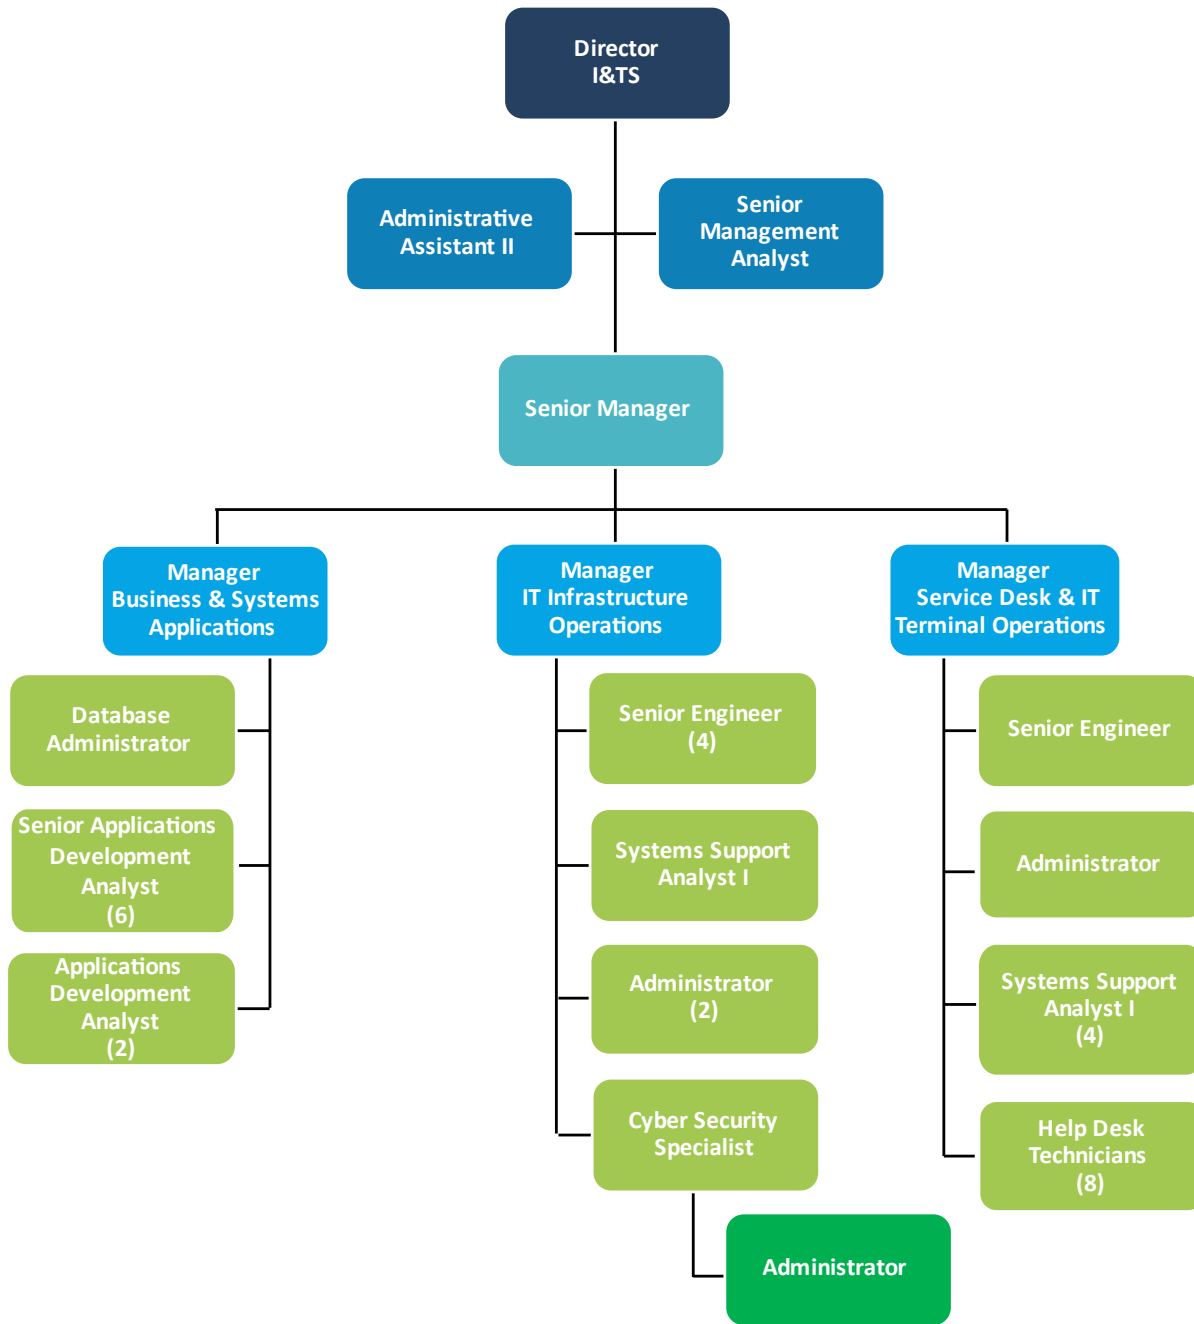 Director
I&TS
Administrative
Assistant II
Senior
Management
Analyst
Senior Manager
Manager
Business & Systems
Applications
Manager
IT Infrastructure
Operations
Manager
Service Desk & IT
Terminal Operations
Database
Administrator
Senior Applications
Development
Analyst
(6)
Applications
Development
Analyst
(2)
Senior Engineer
(4)
Systems Support
Analyst I
Administrator
(2)
Cyber Security
Specialist
Administrator
Senior Engineer
Administrator
Systems Support
Analyst I
(4)
Help Desk
Technicians
(8)